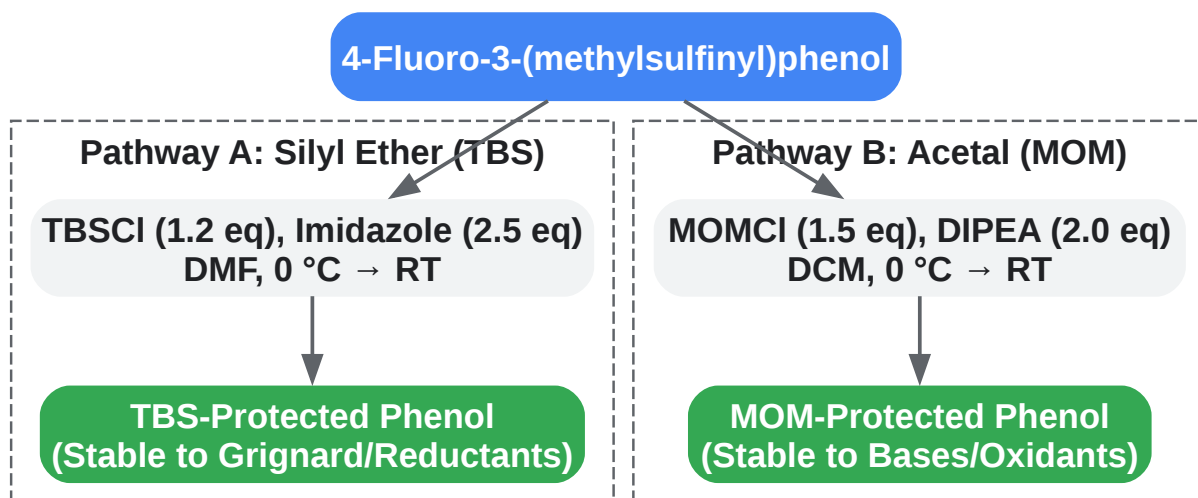 4-Fluoro-3-(methylsulfinyl)phenol
Pathway A: Silyl Ether (TBS)
TBSCl (1.2 eq), Imidazole (2.5 eq)
DMF, 0 °C → RT
TBS-Protected Phenol
(Stable to Grignard/Reductants)
Pathway B: Acetal (MOM)
MOMCl (1.5 eq), DIPEA (2.0 eq)
DCM, 0 °C → RT
MOM-Protected Phenol
(Stable to Bases/Oxidants)